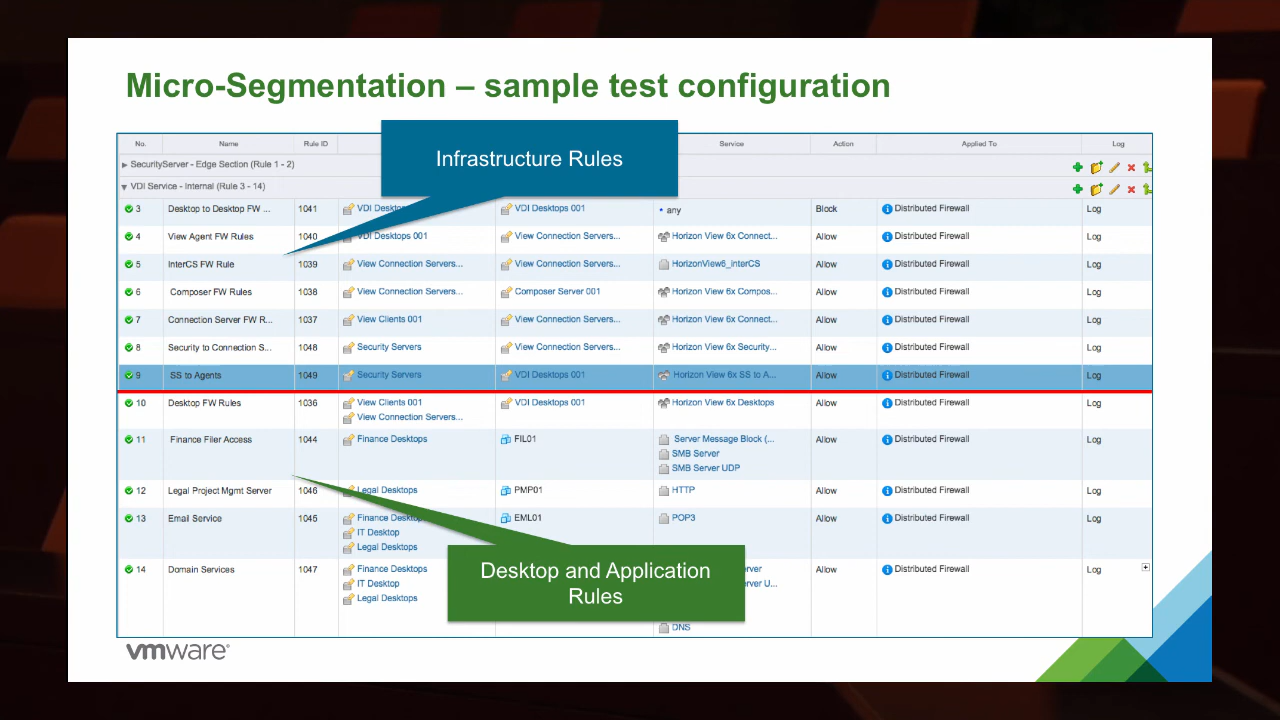 Micro-Segmentation – sample test configuration
Infrastructure Rules
No. Name Rule ID Service Action Applied To Log
SecurityServer - Edge Section (Rule 1 - 2)
VDI Service - Internal (Rule 3 - 14)
3 Desktop to Desktop FW ... 1041 VDI VDI Desktops 001 * any Block Distributed Firewall Log
4 View Agent FW Rules 1040 VDI Desktops 001 View Connection Servers... Horizon View 6x Connect... Allow Distributed Firewall Log
5 InterCS FW Rule 1039 View Connection Servers... View Connection Servers... HorizonView6_InterCS Allow Distributed Firewall Log
6 Composer FW Rules 1038 View Connection Servers... Composer Server 001 Horizon View 6x Compos... Allow Distributed Firewall Log
7 Connection Server FW R... 1037 View Clients 001 View Connection Servers... Horizon View 6x Connect... Allow Distributed Firewall Log
8 Security to Connection S... 1048 Security Servers View Connection Servers... Horizon View 6x Security... Allow Distributed Firewall Log
9 SS to Agents 1049 Security Servers VDI Desktops 001 Horizon View 6x SS to A... Allow Distributed Firewall Log
10 Desktop FW Rules 1036 View Clients 001 VDI Desktops 001 Horizon View 6x Desktops Allow Distributed Firewall Log
View Connection Servers...
11 Finance Filer Access 1044 Finance Desktops FIL01 Server Message Block (... Allow Distributed Firewall Log
SMB Server
SMB Server UDP
12 Legal Project Mgmt Server 1046 Legal Desktops PMP01 HTTP Allow Distributed Firewall Log
13 Email Service 1045 Finance EML01 POP3 Allow Distributed Firewall Log
IT Desktop
Legal Desktops
14 Domain Services 1047 Finance Desktops Allow Distributed Firewall Log
IT Desktop
Legal Desktops
DNS
Desktop and Application
Rules
vmware®